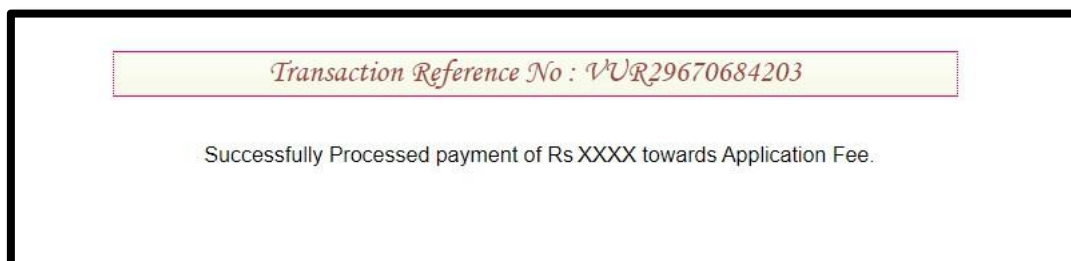 Transaction Reference No : VUR29670684203
Successfully Processed payment of Rs XXXX towards Application Fee.